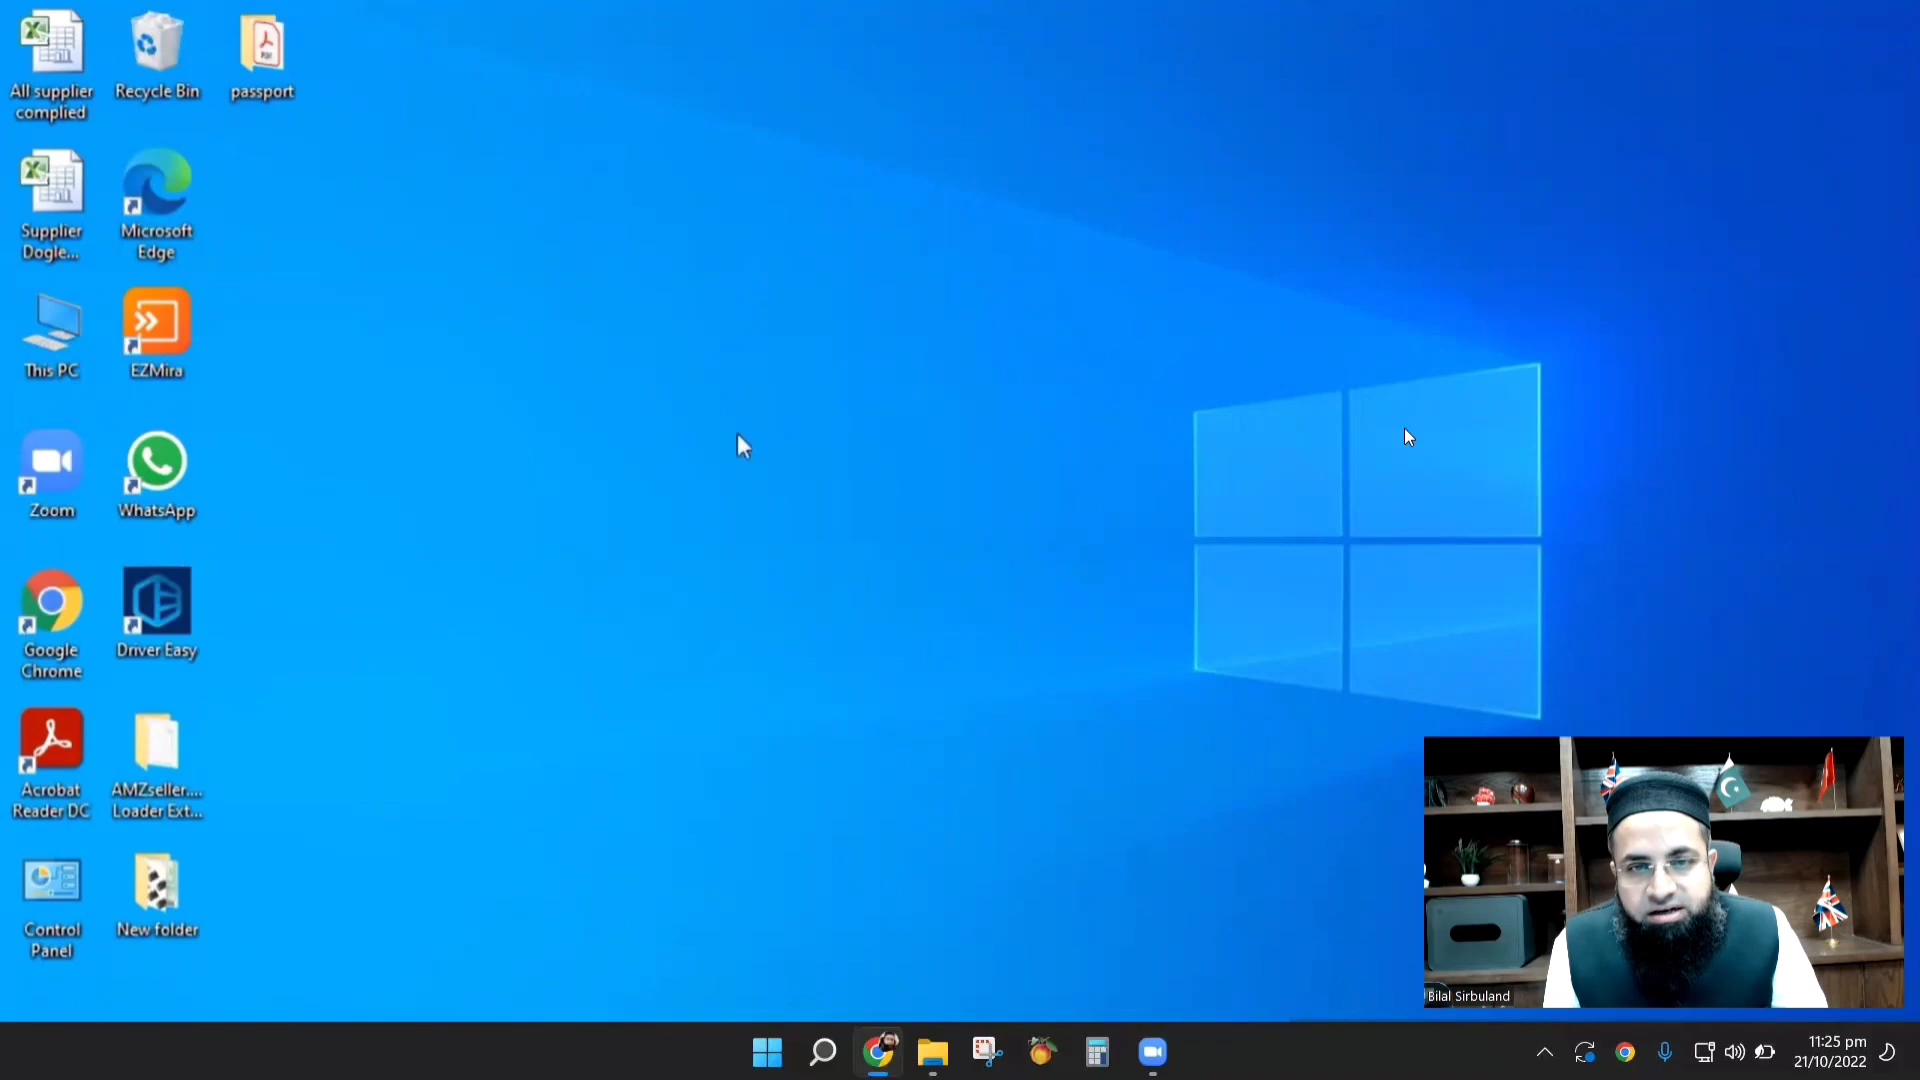 All supplier
complied
Recycle Bin
passport
Supplier
Dogle...
Microsoft
Edge
This PC
EZMira
Zoom
WhatsApp
Google
Chrome
Driver Easy
Acrobat
Reader DC
AMZseller....
Loader Ext...
Control
Panel
New folder
Bilal Sirbuland
11:25 pm
21/10/2022